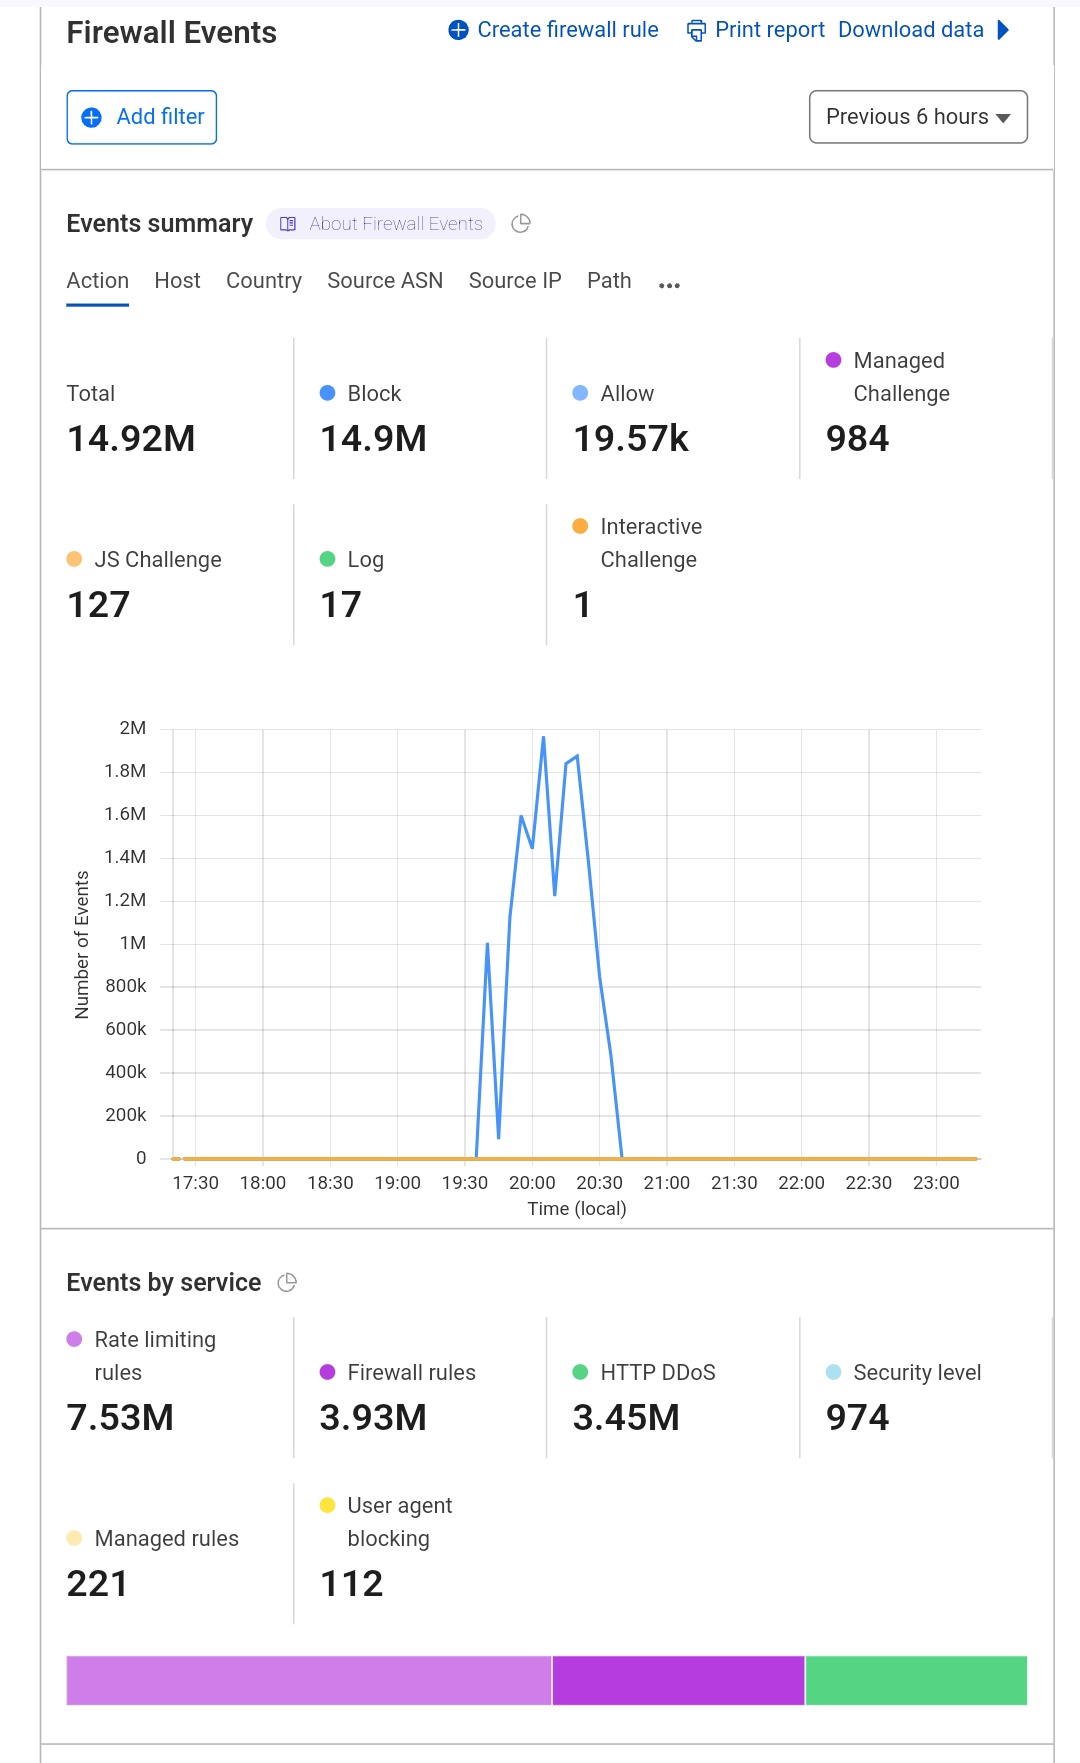 Firewall Events
Create firewall rule
Print report
Download data
Add filter
Previous 6 hours
Events summary
About Firewall Events
Action Host Country Source ASN Source IP Path ...
Total
14.92M
Block
14.9M
Allow
19.57k
Managed
Challenge
984
JS Challenge
127
Log
17
Interactive
Challenge
1
2M
1.8M
1.6M
1.4M
1.2M
1M
800k
600k
400k
200k
0
Number of Events
17:30 18:00 18:30 19:00 19:30 20:00 20:30 21:00 21:30 22:00 22:30 23:00
Time (local)
Events by service
Rate limiting
rules
7.53M
Firewall rules
3.93M
HTTP DDoS
3.45M
Security level
974
Managed rules
221
User agent
blocking
112